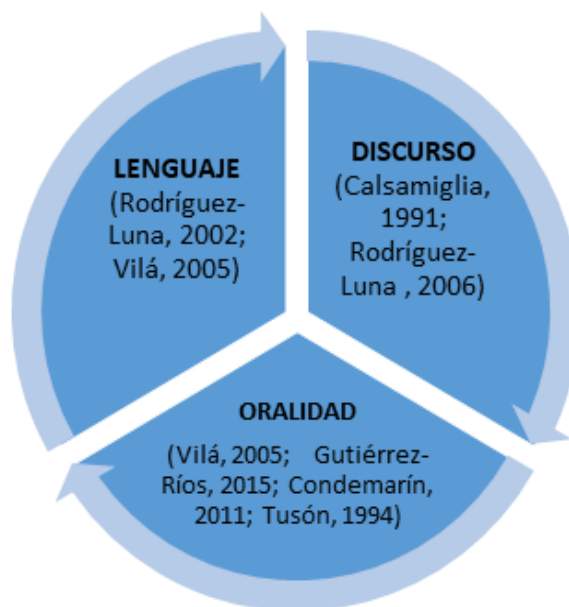 LENGUAJE
(Rodríguez-
Luna, 2002;
Vilá, 2005)
DISCURSO
(Calsamiglia,
1991;
Rodríguez-
Luna , 2006)
ORALIDAD
(Vilá, 2005; Gutiérrez-
Ríos, 2015; Condemarín,
2011; Tusón, 1994)